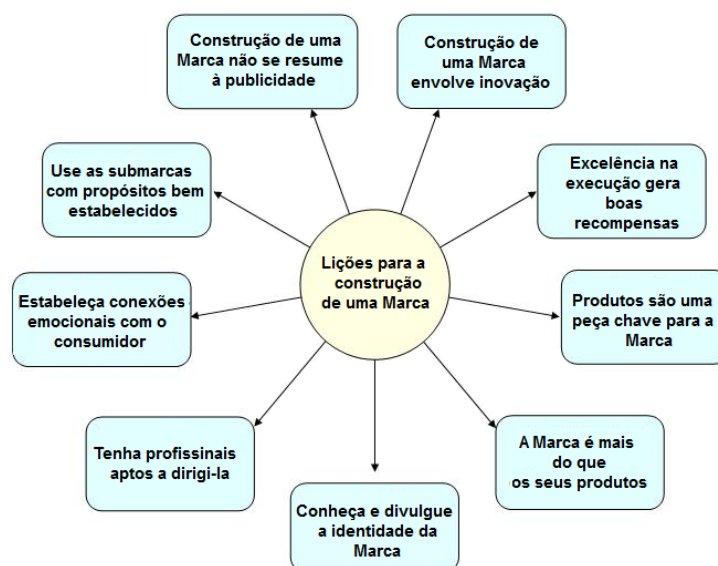 Construção de uma
Marca não se resume
à publicidade
Construção de
uma Marca
envolve inovação
Use as submarcas
com propósitos bem
estabelecidos
Excelência na
execução gera
boas
recompensas
Lições para a
construção
de uma Marca
Estabeleça conexões
emocionais com o
consumidor
Produtos são uma
peça chave para a
Marca
Tenha profissinais
aptos a dirigi-la
A Marca é mais
do que
os seus produtos
Conheça e divulgue
a identidade da
Marca